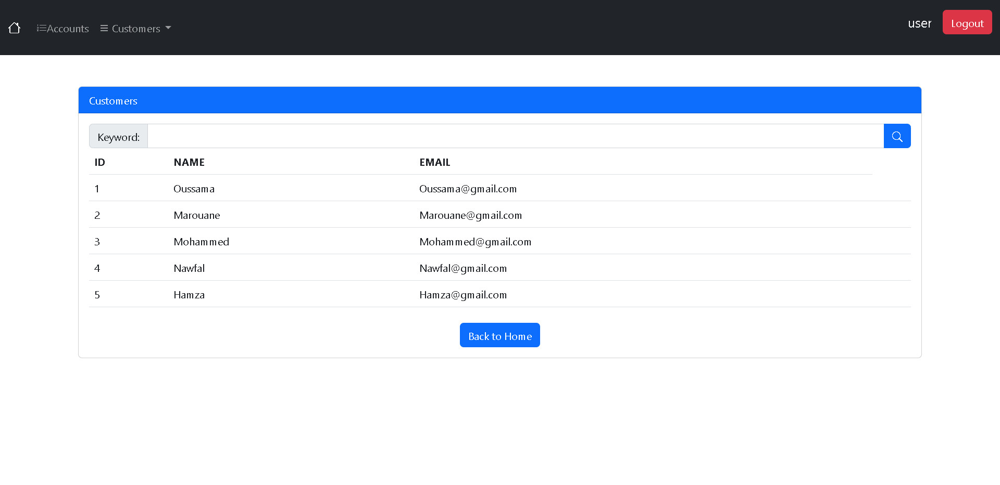 Accounts Customers user Logout
Customers
Keyword:
ID NAME EMAIL
1 Oussama Oussama@gmail.com
2 Marouane Marouane@gmail.com
3 Mohammed Mohammed@gmail.com
4 Nawfal Nawfal@gmail.com
5 Hamza Hamza@gmail.com
Back to Home